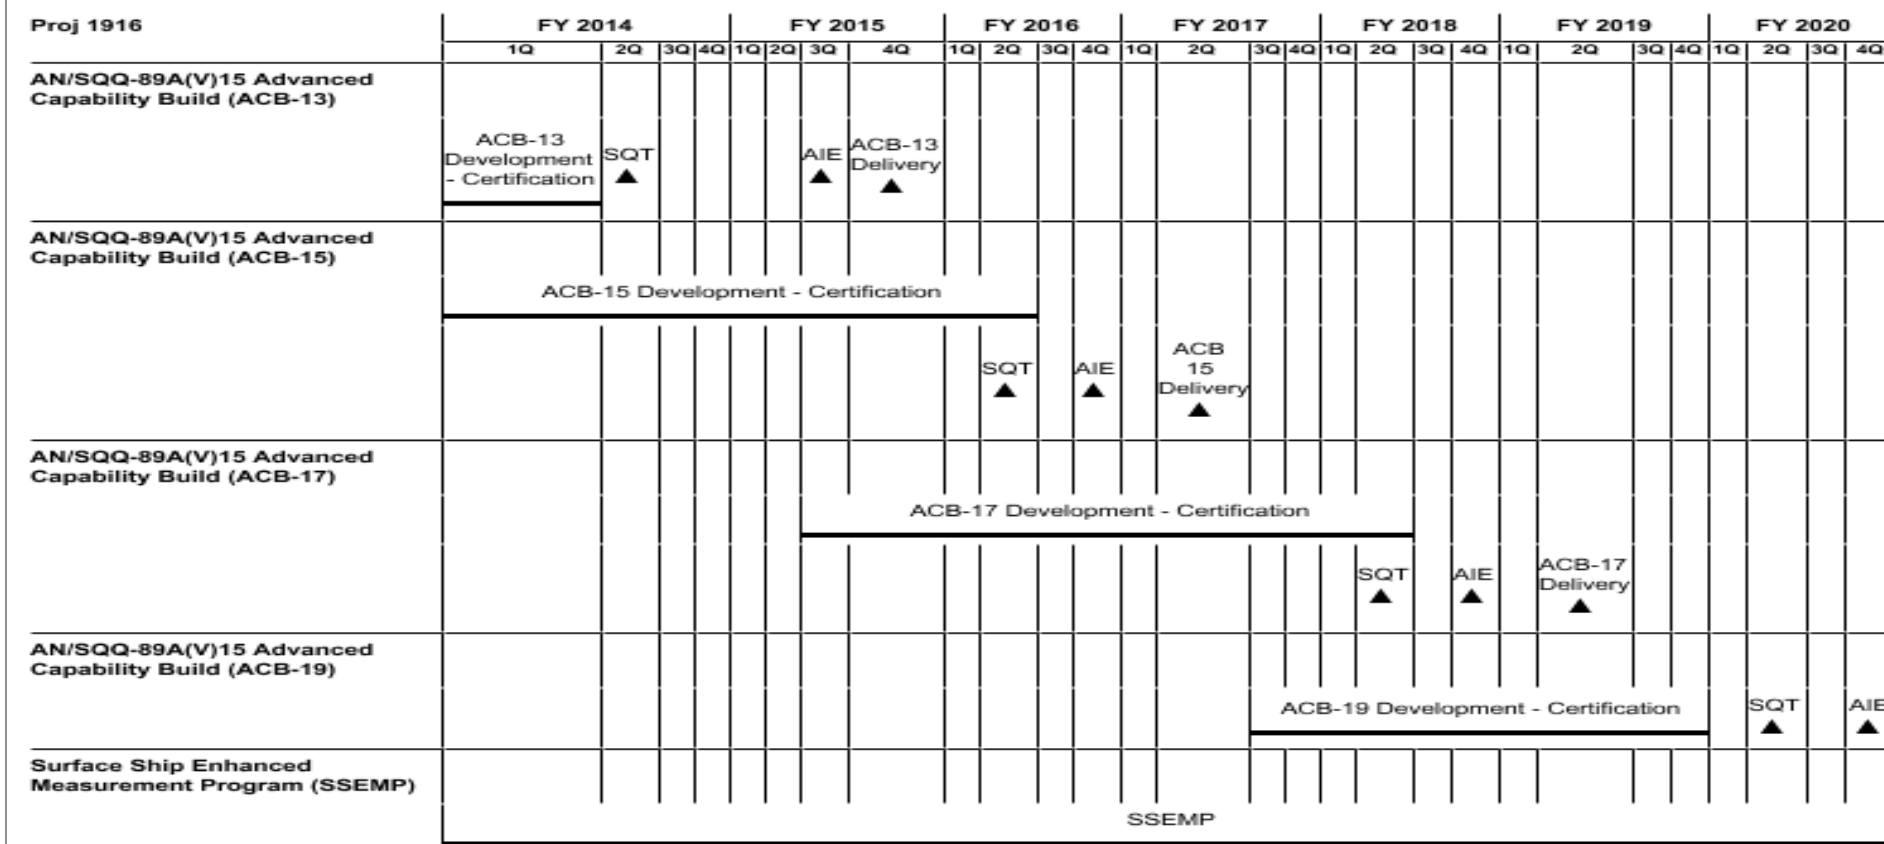 Proj 1916 FY 2014 FY 2015 FY 2016 FY 2017 FY 2018 FY 2019 FY 2020
1Q 2Q 3Q 4Q 1Q 2Q 3Q 4Q 1Q 2Q 3Q 4Q 1Q 2Q 3Q 4Q 1Q 2Q 3Q 4Q 1Q 2Q 3Q 4Q 1Q 2Q 3Q 4Q
AN/SQQ-89A(V)15 Advanced
Capability Build (ACB-13)
ACB-13
Development
- Certification
SQT
AIE
ACB-13
Delivery
AN/SQQ-89A(V)15 Advanced
Capability Build (ACB-15)
ACB-15 Development - Certification
SQT
AIE
ACB
15
Delivery
AN/SQQ-89A(V)15 Advanced
Capability Build (ACB-17)
ACB-17 Development - Certification
SQT
AIE
ACB-17
Delivery
AN/SQQ-89A(V)15 Advanced
Capability Build (ACB-19)
ACB-19 Development - Certification
SQT
AIE
Surface Ship Enhanced
Measurement Program (SSEMP)
SSEMP